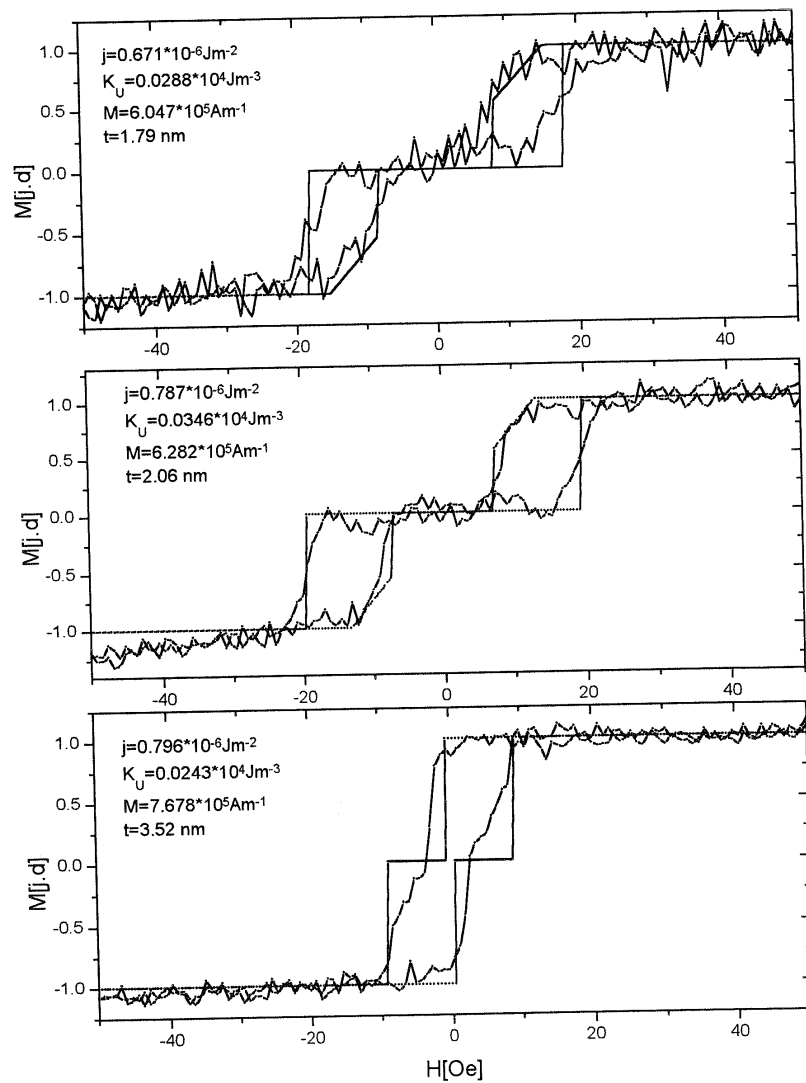 j=0.671*10-6Jm-2
KU=0.0288*104Jm-3
M=6.047*105Am-1
t=1.79 nm
1.0
0.5
0.0
-0.5
-1.0
M[j.d]
-40 -20 0 20 40
j=0.787*10-6Jm-2
KU=0.0346*104Jm-3
M=6.282*105Am-1
t=2.06 nm
1.0
0.5
0.0
-0.5
-1.0
M[j.d]
-40 -20 0 20 40
j=0.796*10-6Jm-2
KU=0.0243*104Jm-3
M=7.678*105Am-1
t=3.52 nm
1.0
0.5
0.0
-0.5
-1.0
M[j.d]
-40 -20 0 20 40
H[Oe]